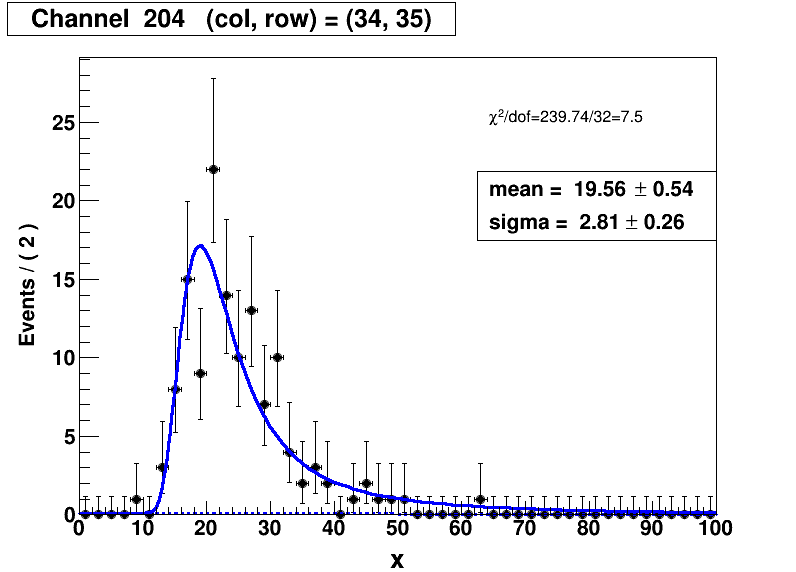 Channel 204 (col, row) = (34, 35)
χ²/dof=239.74/32=7.5
mean = 19.56 ± 0.54
sigma = 2.81 ± 0.26
Events / ( 2 )
25
20
15
10
5
0
0 10 20 30 40 50 60 70 80 90 100
x